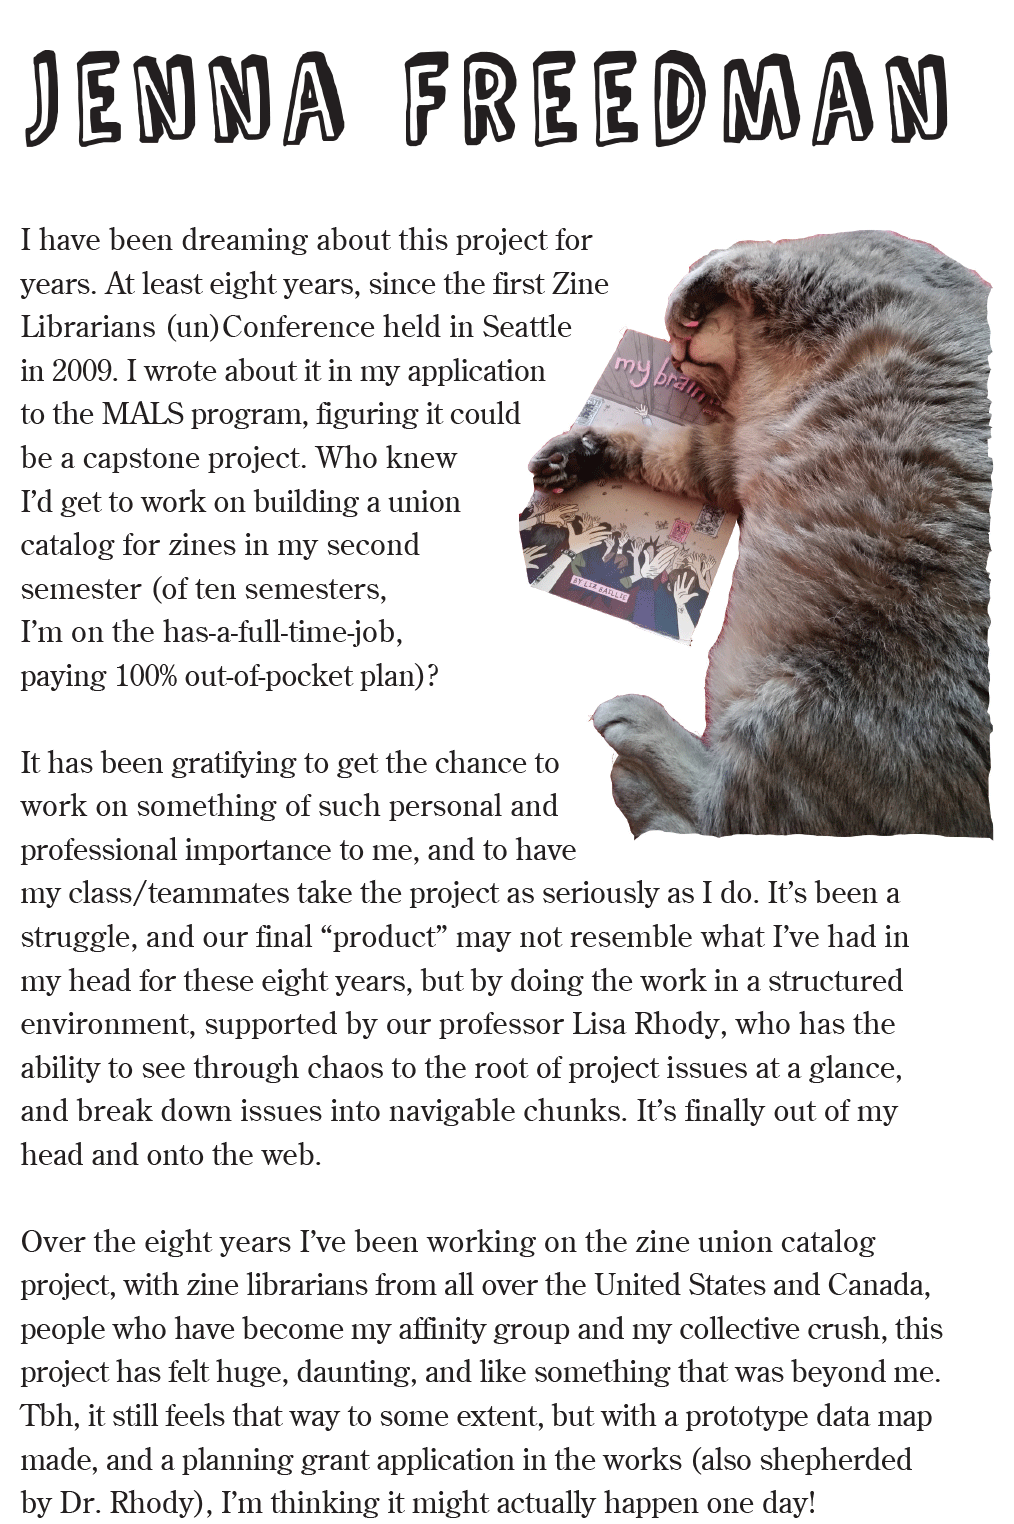 JENNA FREEDMAN
I have been dreaming about this project for
years. At least eight years, since the first Zine
Librarians (un)Conference held in Seattle
in 2009. I wrote about it in my application
to the MALS program, figuring it could
be a capstone project. Who knew
I’d get to work on building a union
catalog for zines in my second
semester (of ten semesters,
I’m on the has-a-full-time-job,
paying 100% out-of-pocket plan)?
my brain
BY LIZ BAILLIE
It has been gratifying to get the chance to
work on something of such personal and
professional importance to me, and to have
my class/teammates take the project as seriously as I do. It’s been a
struggle, and our final “product” may not resemble what I’ve had in
my head for these eight years, but by doing the work in a structured
environment, supported by our professor Lisa Rhody, who has the
ability to see through chaos to the root of project issues at a glance,
and break down issues into navigable chunks. It’s finally out of my
head and onto the web.
Over the eight years I’ve been working on the zine union catalog
project, with zine librarians from all over the United States and Canada,
people who have become my affinity group and my collective crush, this
project has felt huge, daunting, and like something that was beyond me.
Tbh, it still feels that way to some extent, but with a prototype data map
made, and a planning grant application in the works (also shepherded
by Dr. Rhody), I’m thinking it might actually happen one day!